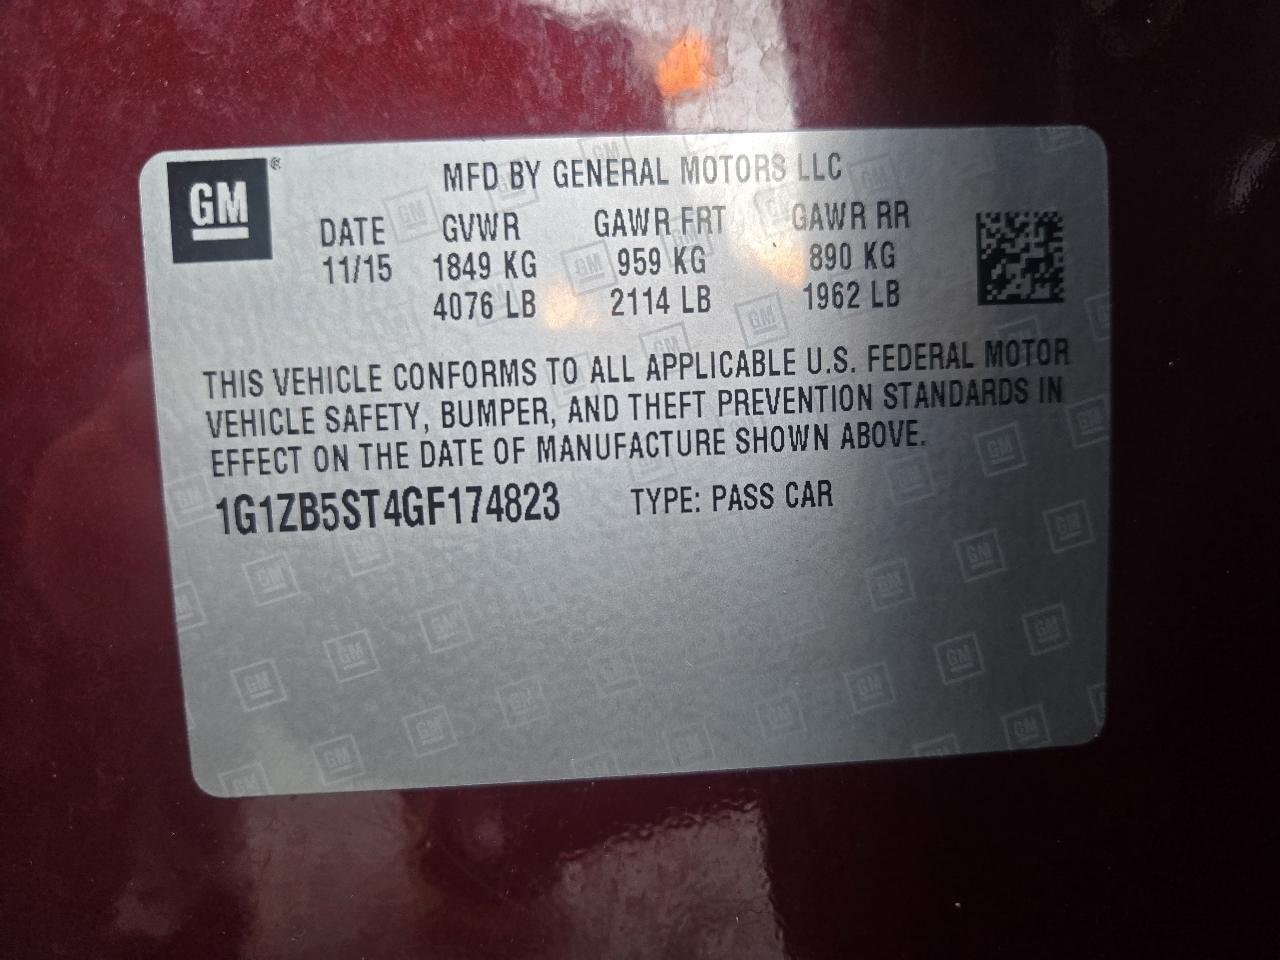 GM ®
MFD BY GENERAL MOTORS LLC
DATE GVWR GAWR FRT GAWR RR
11/15 1849 KG 959 KG 890 KG
4076 LB 2114 LB 1962 LB
THIS VEHICLE CONFORMS TO ALL APPLICABLE U.S. FEDERAL MOTOR
VEHICLE SAFETY, BUMPER, AND THEFT PREVENTION STANDARDS IN
EFFECT ON THE DATE OF MANUFACTURE SHOWN ABOVE.
1G1ZB5ST4GF174823 TYPE: PASS CAR